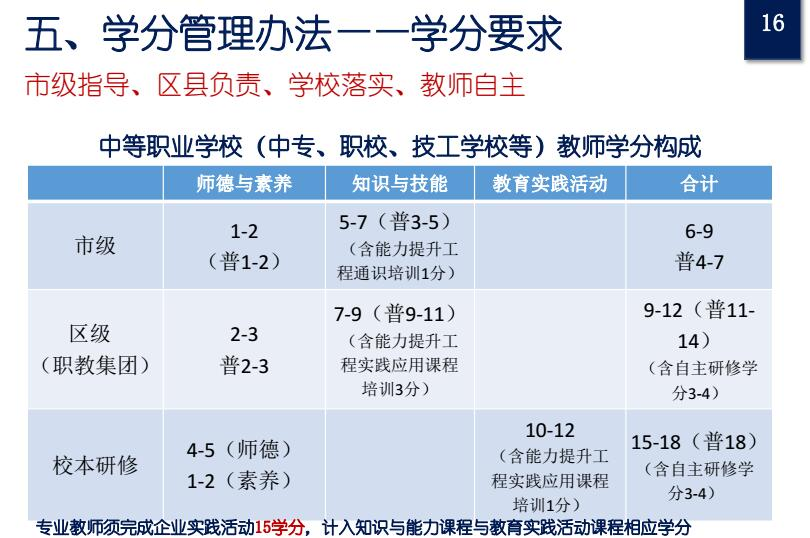 五、学分管理办法——学分要求
16
市级指导、区县负责、学校落实、教师自主
中等职业学校（中专、职校、技工学校等）教师学分构成
师德与素养 知识与技能 教育实践活动 合计
市级
1-2
（普1-2）
5-7（普3-5）
（含能力提升工
程通识培训1分）
6-9
普4-7
区级
（职教集团）
2-3
普2-3
7-9（普9-11）
（含能力提升工
程实践应用课程
培训3分）
9-12（普11-
14）
（含自主研修学
分3-4）
校本研修
4-5（师德）
1-2（素养）
10-12
（含能力提升工
程实践应用课程
培训1分）
15-18（普18）
（含自主研修学
分3-4）
专业教师须完成企业实践活动15学分，计入知识与能力课程与教育实践活动课程相应学分